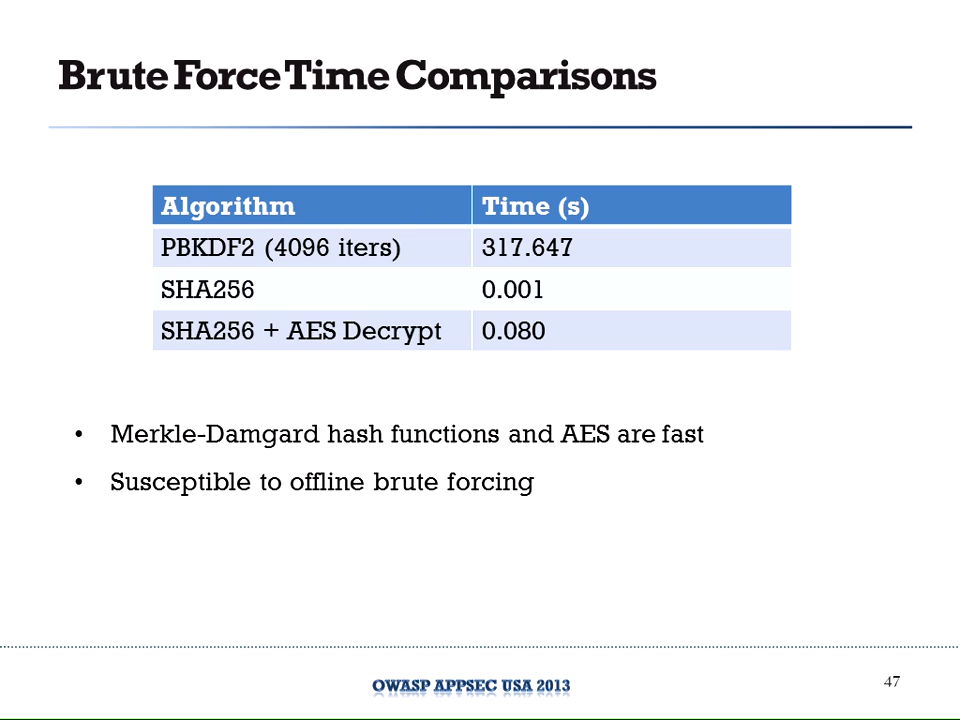 Brute Force Time Comparisons
Algorithm Time (s)
PBKDF2 (4096 iters) 317.647
SHA256 0.001
SHA256 + AES Decrypt 0.080
• Merkle-Damgard hash functions and AES are fast
• Susceptible to offline brute forcing
OWASP APPSEC USA 2013
47